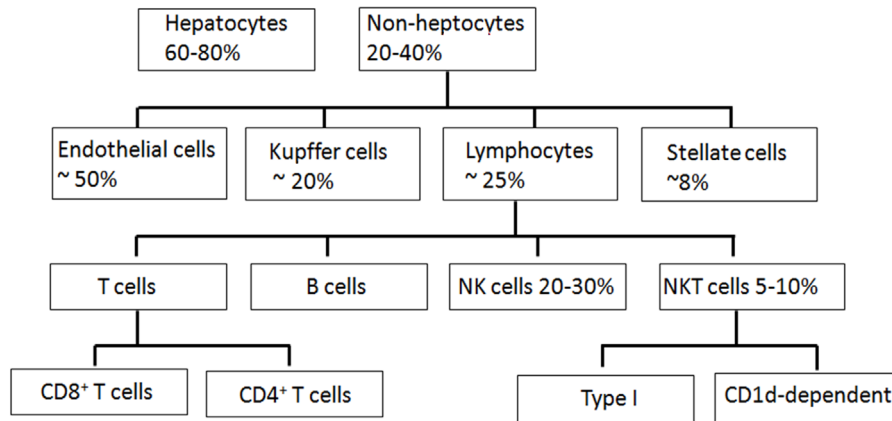 Hepatocytes
60-80%
Non-heptocytes
20-40%
Endothelial cells
~ 50%
Kupffer cells
~ 20%
Lymphocytes
~ 25%
Stellate cells
~8%
T cells
B cells
NK cells 20-30%
NKT cells 5-10%
CD8⁺ T cells
CD4⁺ T cells
Type I
CD1d-dependent